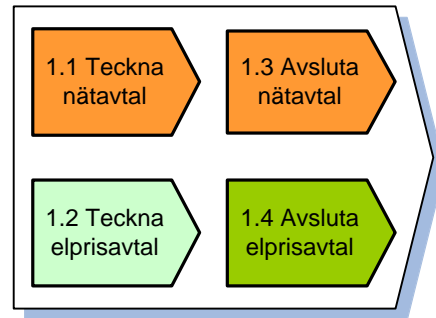 1.1 Teckna
nätavtal
1.3 Avsluta
nätavtal
1.2 Teckna
elprisavtal
1.4 Avsluta
elprisavtal